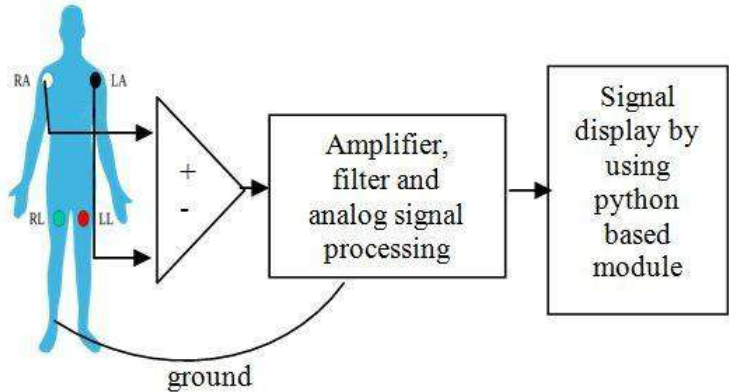 RA
LA
RL
LL
+
-
Amplifier,
filter and
analog signal
processing
Signal
display by
using
python
based
module
ground